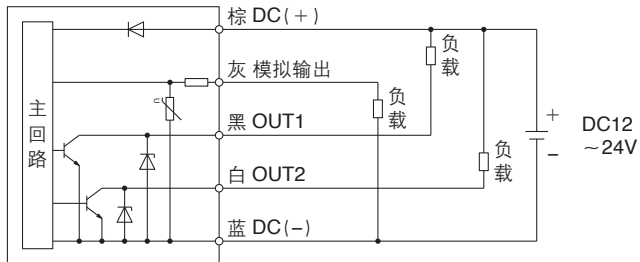 棕 DC(+)
灰 模拟输出
负载
负载
主回路
黑 OUT1
+
DC12
～24V
−
负载
白 OUT2
蓝 DC(−)